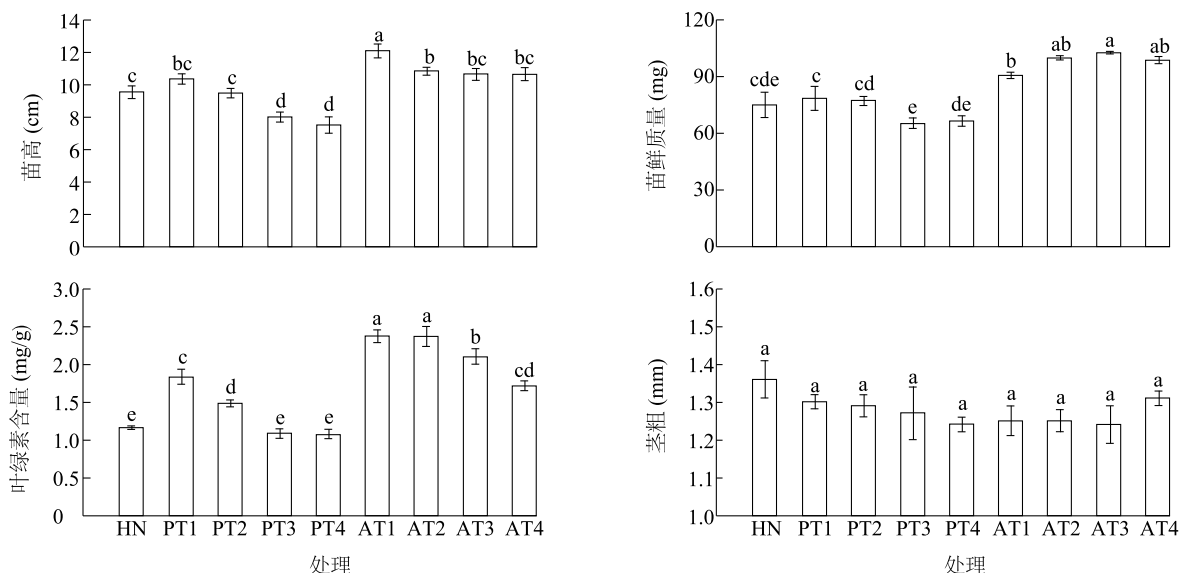 苗高 (cm)
14
12
10
8
6
4
2
0
c
bc
c
d
d
a
b
bc
bc
苗鲜质量 (mg)
120
90
60
30
0
cde
c
cd
e
de
b
ab
a
ab
叶绿素含量 (mg/g)
3.0
2.5
2.0
1.5
1.0
0.5
0
e
c
d
e
e
a
a
b
cd
HN PT1 PT2 PT3 PT4 AT1 AT2 AT3 AT4
处理
茎粗 (mm)
1.6
1.5
1.4
1.3
1.2
1.1
1.0
a
a
a
a
a
a
a
a
a
HN PT1 PT2 PT3 PT4 AT1 AT2 AT3 AT4
处理